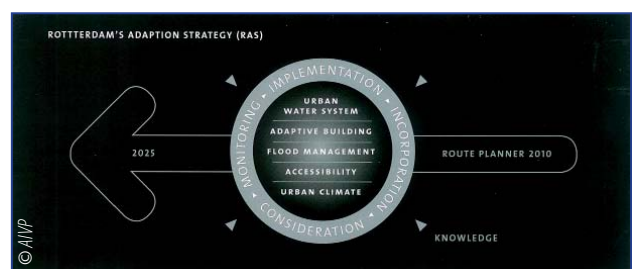 ROTTTERDAM'S ADAPTION STRATEGY (RAS)
IMPLEMENTATION
INCORPORATION
CONSIDERATION
MONITORING
URBAN
WATER SYSTEM
ADAPTIVE BUILDING
FLOOD MANAGEMENT
ACCESSIBILITY
URBAN CLIMATE
2025
ROUTE PLANNER 2010
KNOWLEDGE
© AIVP